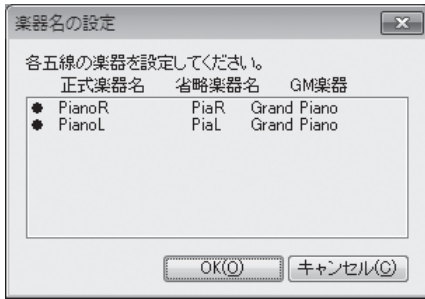 楽器名の設定
各五線の楽器を設定してください。
正式楽器名 省略楽器名 GM楽器
● PianoR PiaR Grand Piano
● PianoL PiaL Grand Piano
OK(O) キャンセル(C)